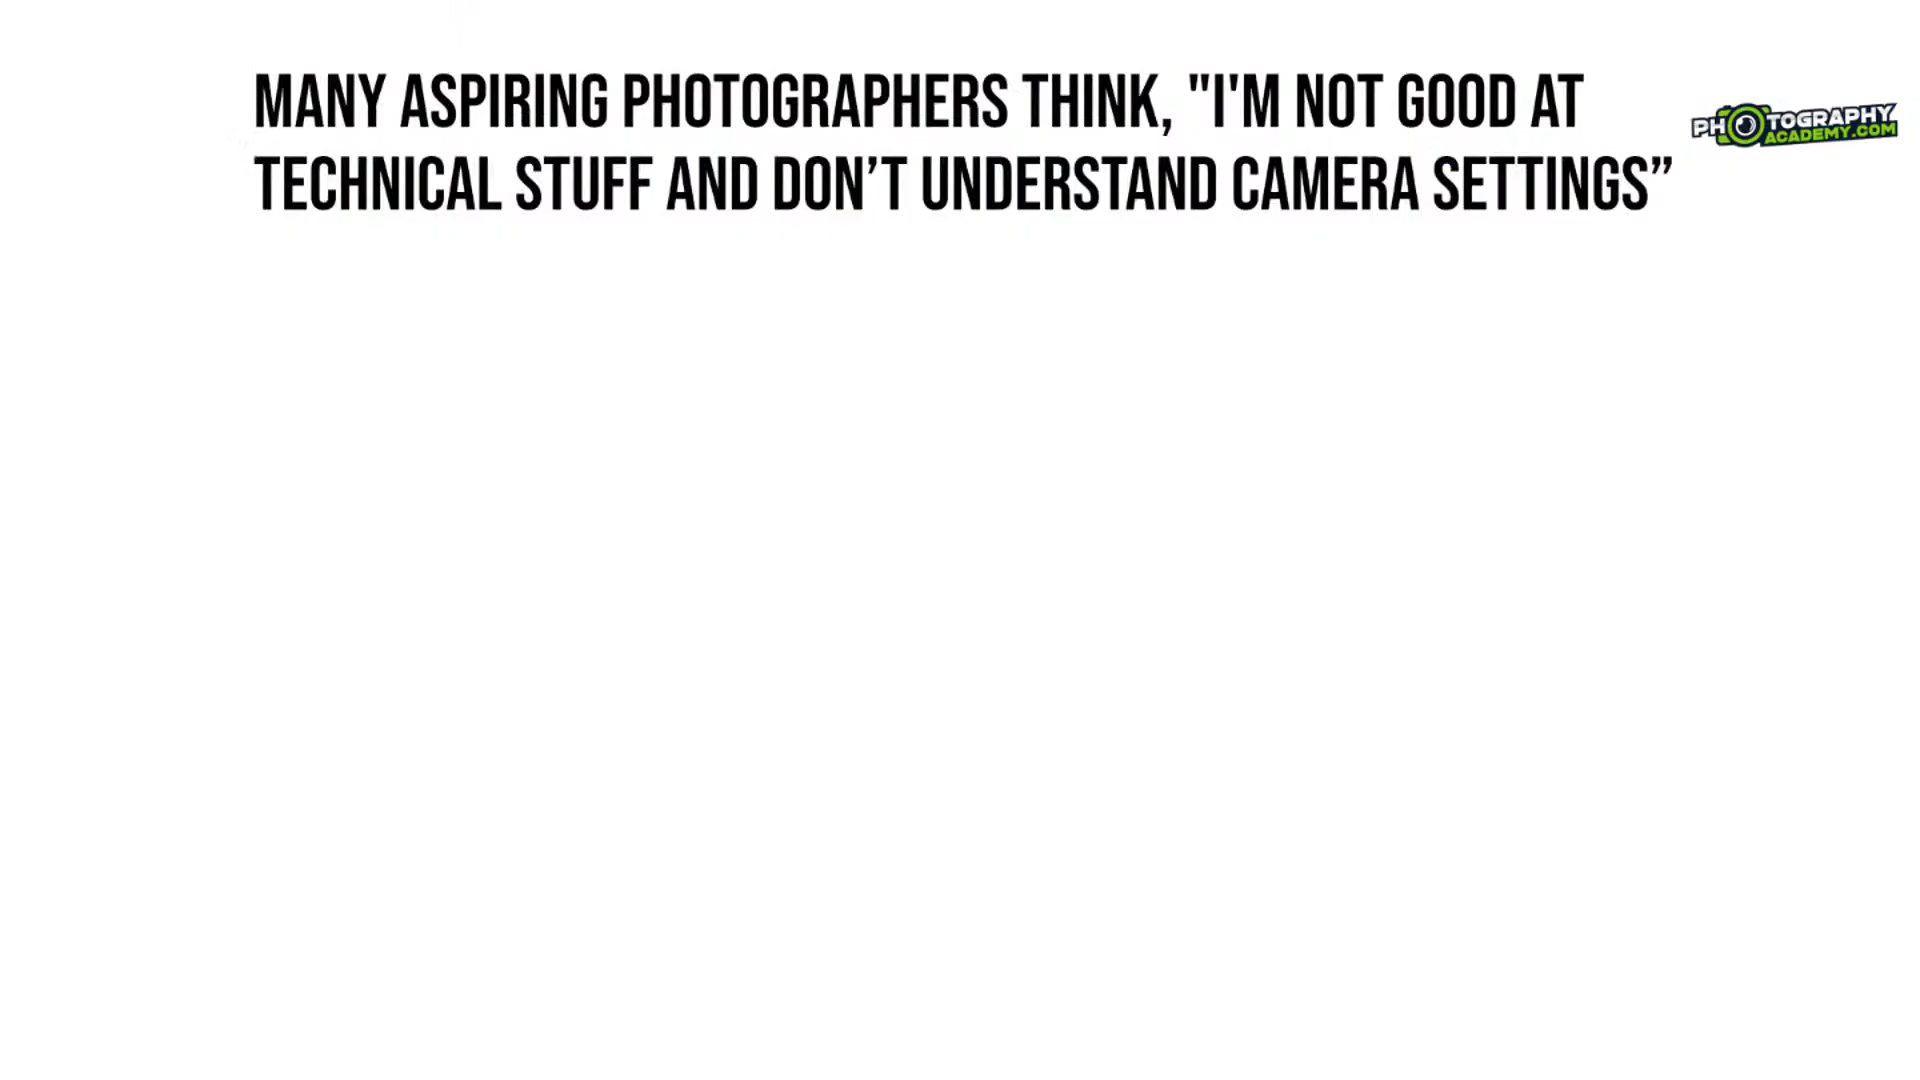 MANY ASPIRING PHOTOGRAPHERS THINK, "I'M NOT GOOD AT
TECHNICAL STUFF AND DON’T UNDERSTAND CAMERA SETTINGS”
PHOTOGRAPHY
ACADEMY.COM